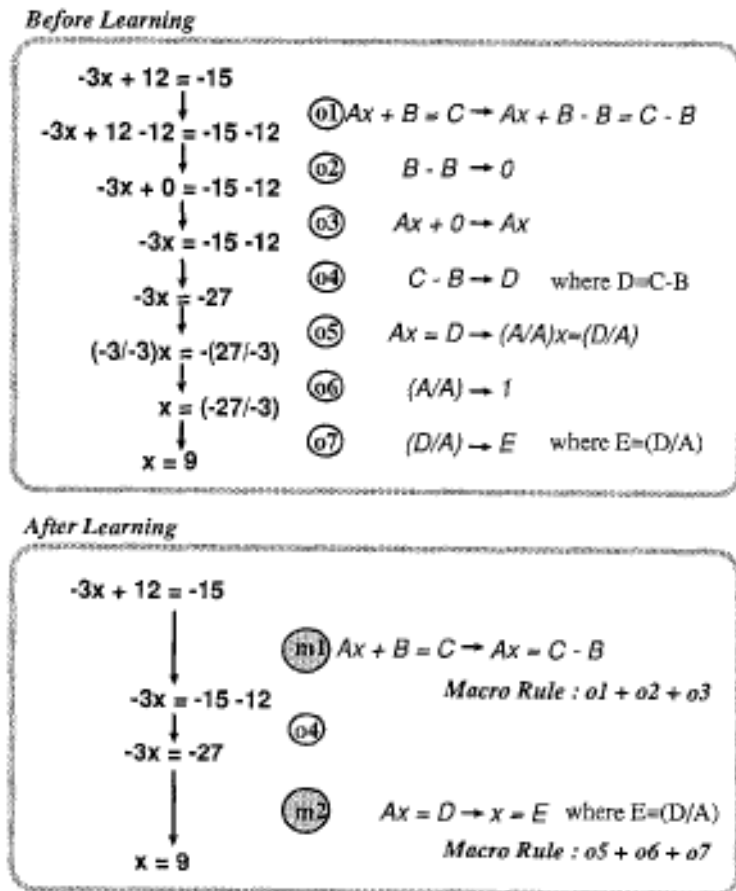 Before Learning
-3x + 12 = -15
o1 Ax + B = C → Ax + B - B = C - B
-3x + 12 -12 = -15 -12
o2 B - B → 0
-3x + 0 = -15 -12
o3 Ax + 0 → Ax
-3x = -15 -12
o4 C - B → D where D=C-B
-3x = -27
o5 Ax = D → (A/A)x=(D/A)
(-3/-3)x = -(27/-3)
o6 (A/A) → 1
x = (-27/-3)
o7 (D/A) → E where E=(D/A)
x = 9
After Learning
-3x + 12 = -15
m1 Ax + B = C → Ax = C - B
Macro Rule : o1 + o2 + o3
-3x = -15 -12
o4
-3x = -27
m2 Ax = D → x = E where E=(D/A)
Macro Rule : o5 + o6 + o7
x = 9